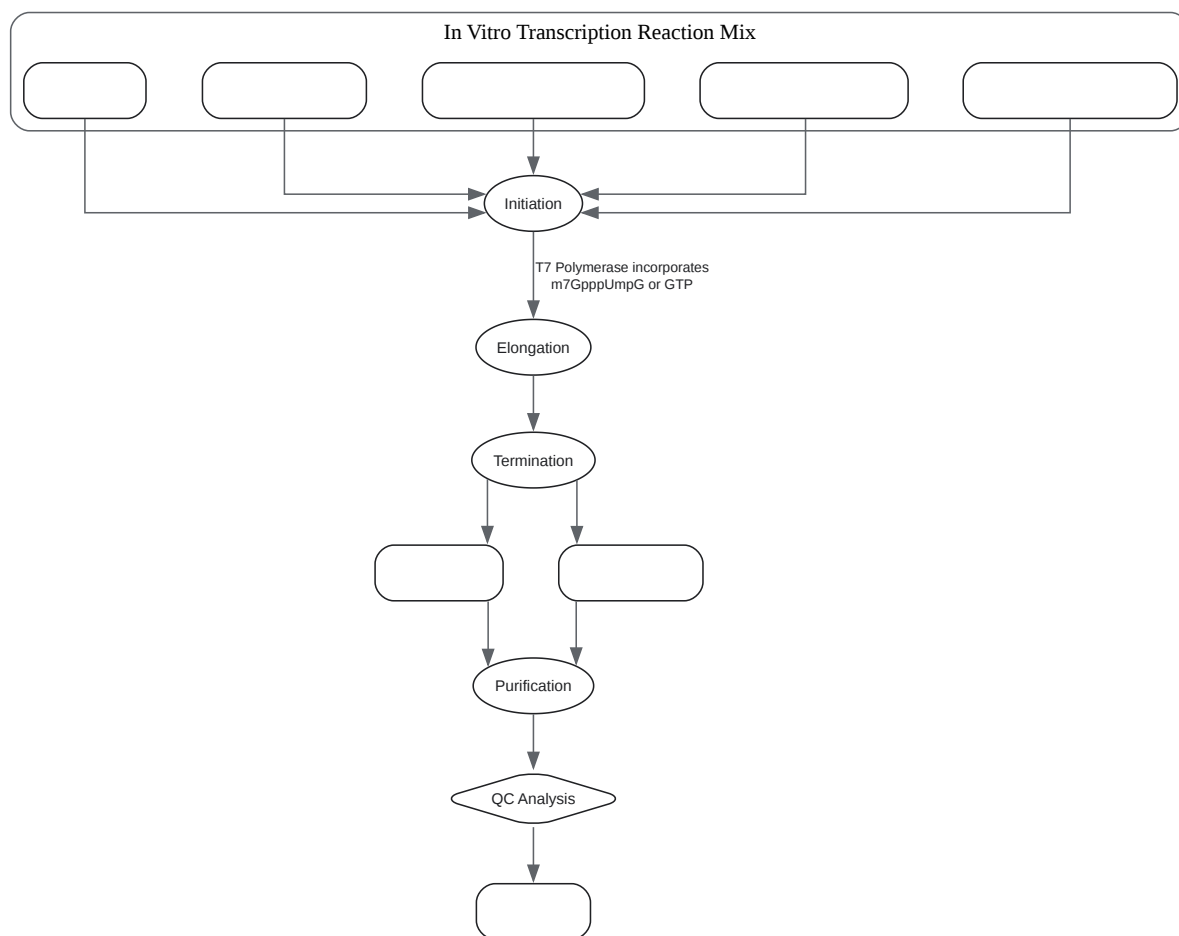 In Vitro Transcription Reaction Mix
Initiation
T7 Polymerase incorporates
m7GpppUmpG or GTP
Elongation
Termination
Purification
QC Analysis